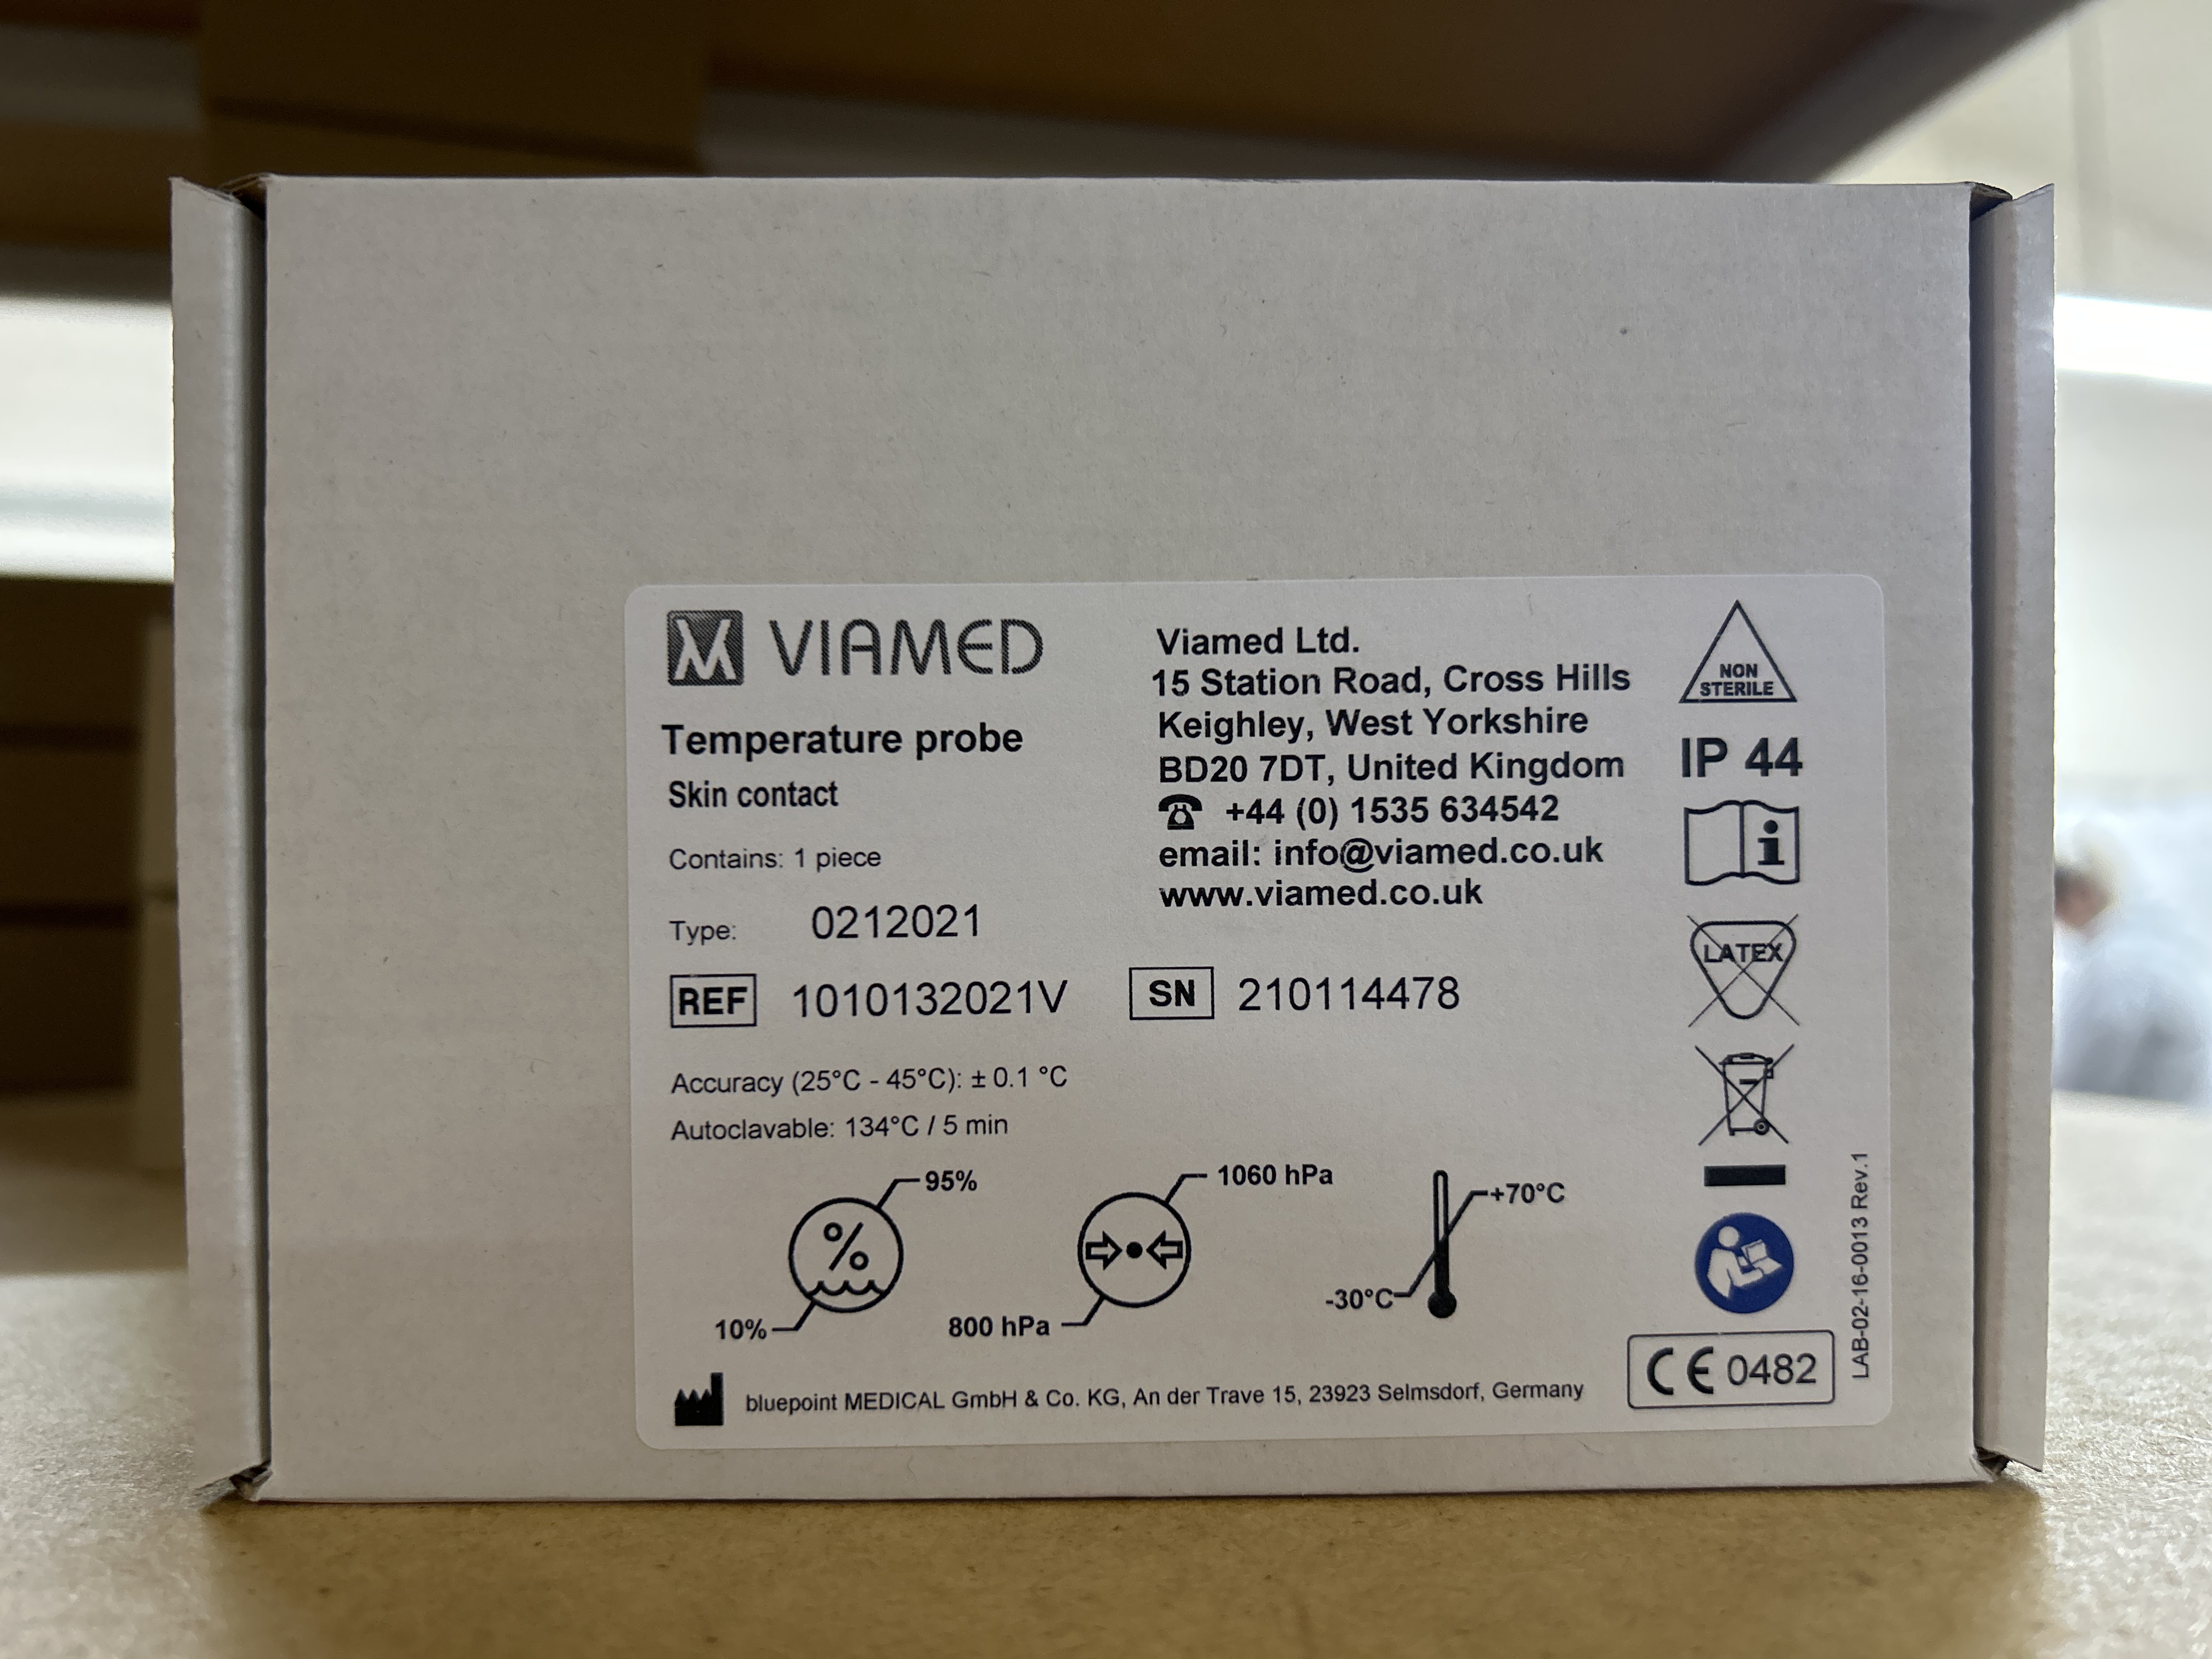 VIAMED
Temperature probe
Skin contact
Contains: 1 piece
Type: 0212021
REF 1010132021V
SN 210114478
Accuracy (25°C - 45°C): ± 0.1 °C
Autoclavable: 134°C / 5 min
Viamed Ltd.
15 Station Road, Cross Hills
Keighley, West Yorkshire
BD20 7DT, United Kingdom
☎ +44 (0) 1535 634542
email: info@viamed.co.uk
www.viamed.co.uk
NON
STERILE
IP 44
i
LATEX
95%
%
10%
1060 hPa
800 hPa
+70°C
-30°C
bluepoint MEDICAL GmbH & Co. KG, An der Trave 15, 23923 Selmsdorf, Germany
CE 0482
LAB-02-16-0013 Rev.1